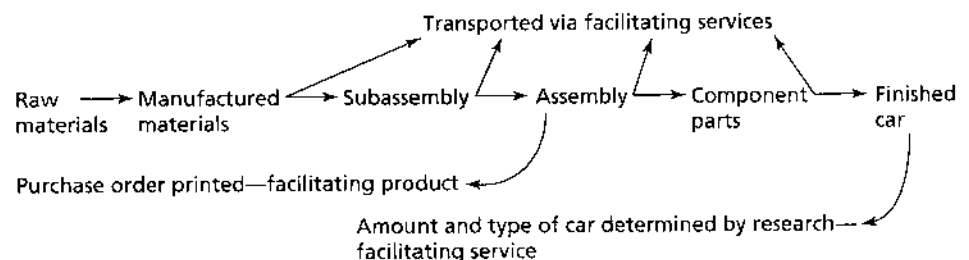 Transported via facilitating services
Raw Manufactured Subassembly Assembly Component Finished
materials materials parts car
Purchase order printed—facilitating product
Amount and type of car determined by research—
facilitating service